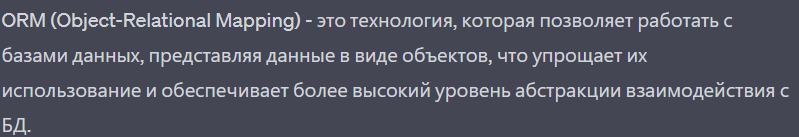 ORM (Object-Relational Mapping) - это технология, которая позволяет работать с
базами данных, представляя данные в виде объектов, что упрощает их
использование и обеспечивает более высокий уровень абстракции взаимодействия с
БД.